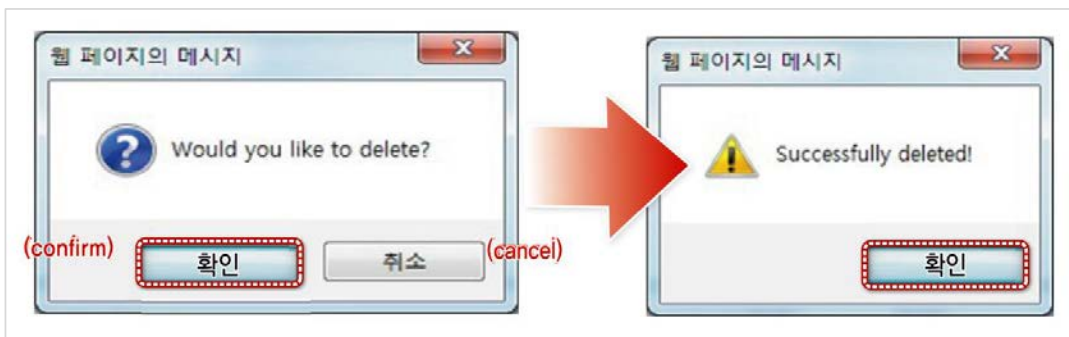 웹 페이지의 메시지
Would you like to delete?
(confirm) 확인 취소 (cancel)
웹 페이지의 메시지
Successfully deleted!
확인